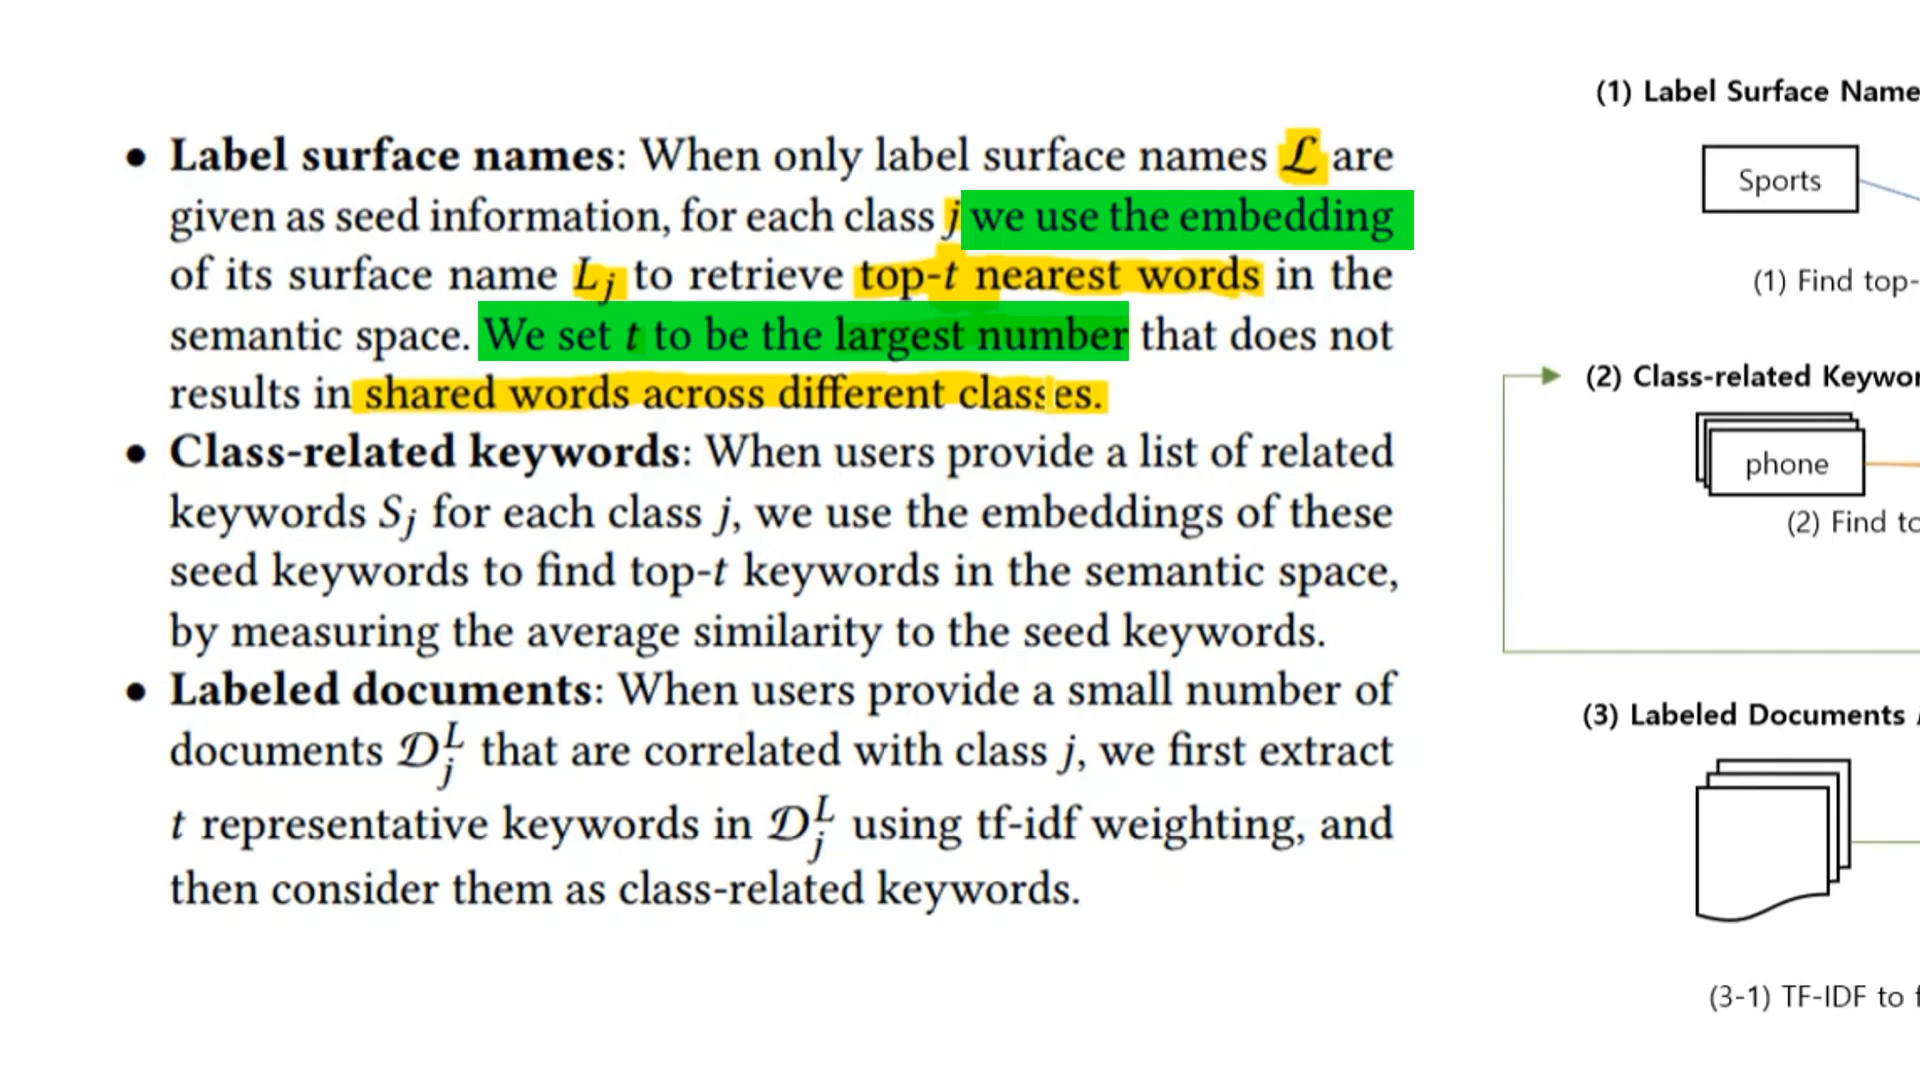 • Label surface names: When only label surface names ℒ are
given as seed information, for each class j we use the embedding
of its surface name Lj to retrieve top-t nearest words in the
semantic space. We set t to be the largest number that does not
results in shared words across different classes.
• Class-related keywords: When users provide a list of related
keywords Sj for each class j, we use the embeddings of these
seed keywords to find top-t keywords in the semantic space,
by measuring the average similarity to the seed keywords.
• Labeled documents: When users provide a small number of
documents 𝒟_j^L that are correlated with class j, we first extract
t representative keywords in 𝒟_j^L using tf-idf weighting, and
then consider them as class-related keywords.
(1) Label Surface Name
Sports
(1) Find top-
(2) Class-related Keywor
phone
(2) Find to
(3) Labeled Documents
(3-1) TF-IDF to